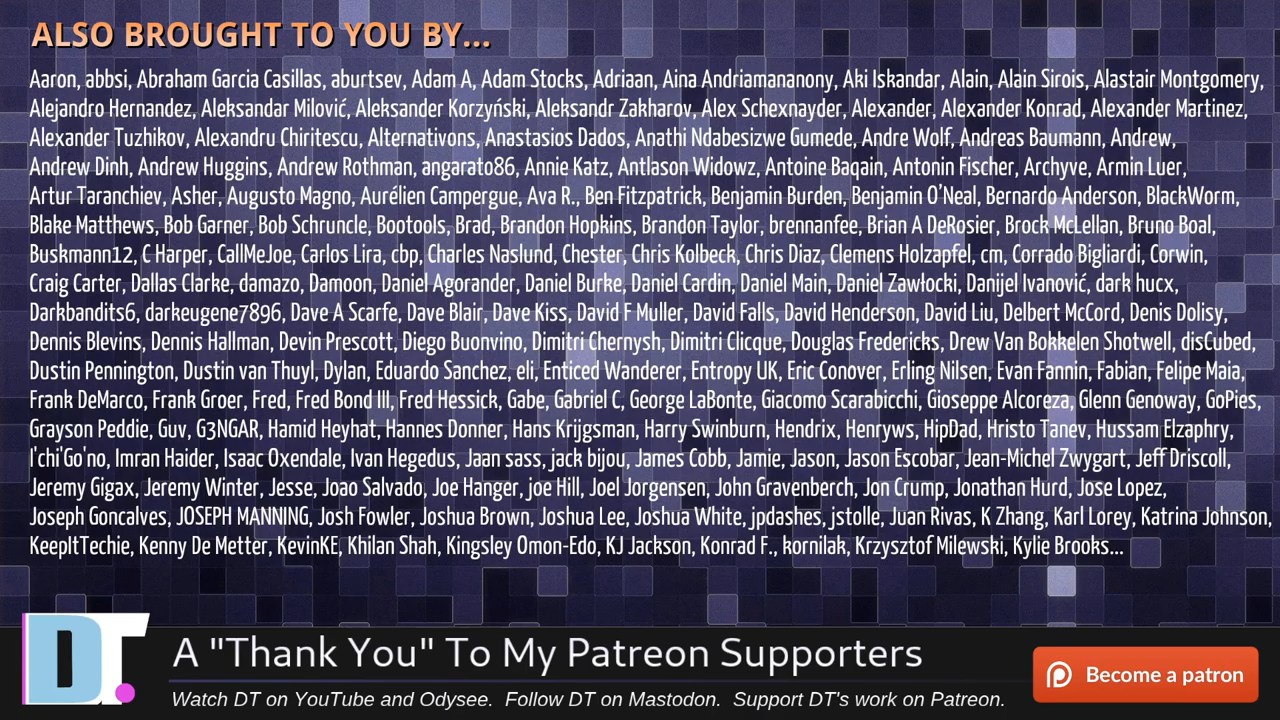 ALSO BROUGHT TO YOU BY...
Aaron, abbsi, Abraham Garcia Casillas, aburtsev, Adam A, Adam Stocks, Adriaan, Aina Andriamananony, Aki Iskandar, Alain, Alain Sirois, Alastair Montgomery,
Alejandro Hernandez, Aleksandar Milović, Aleksander Korzyński, Aleksandr Zakharov, Alex Schexnayder, Alexander, Alexander Konrad, Alexander Martinez,
Alexander Tuzhikov, Alexandru Chiritescu, Alternativons, Anastasios Dados, Anathi Ndabesizwe Gumede, Andre Wolf, Andreas Baumann, Andrew,
Andrew Dinh, Andrew Huggins, Andrew Rothman, angarato86, Annie Katz, Antlason Widowz, Antoine Baqain, Antonin Fischer, Archyve, Armin Luer,
Artur Taranchiev, Asher, Augusto Magno, Aurélien Campergue, Ava R., Ben Fitzpatrick, Benjamin Burden, Benjamin O'Neal, Bernardo Anderson, BlackWorm,
Blake Matthews, Bob Garner, Bob Schruncle, Bootools, Brad, Brandon Hopkins, Brandon Taylor, brennanfee, Brian A DeRosier, Brock McLellan, Bruno Boal,
Buskmann12, C Harper, CallMeJoe, Carlos Lira, cbp, Charles Naslund, Chester, Chris Kolbeck, Chris Diaz, Clemens Holzapfel, cn, Corrado Bigliardi, Corwin,
Craig Carter, Dallas Clarke, damazo, Damoon, Daniel Agorander, Daniel Burke, Daniel Cardin, Daniel Main, Daniel Zawłocki, Danijel Ivanović, dark hucx,
Darkbandits6, darkeugene7896, Dave A Scarfe, Dave Blair, Dave Kiss, David F Muller, David Falls, David Henderson, David Liu, Delbert McCord, Denis Dolisy,
Dennis Blevins, Dennis Hallman, Devin Prescott, Diego Buonvino, Dimitri Chernysh, Dimitri Clicque, Douglas Fredericks, Drew Van Bokkelen Shotwell, disCubed,
Dustin Pennington, Dustin van Thuyl, Dylan, Eduardo Sanchez, eli, Enticed Wanderer, Entropy UK, Eric Conover, Erling Nilsen, Evan Fannin, Fabian, Felipe Maia,
Frank DeMarco, Frank Groer, Fred, Fred Bond III, Fred Hessick, Gabe, Gabriel C, George LaBonte, Giacomo Scarabicchi, Gioseppe Alcoreza, Glenn Genoway, GoPies,
Grayson Peddie, Guv, G3NGAR, Hamid Heyhat, Hannes Donner, Hans Krijgsman, Harry Swinburn, Hendrix, Henryws, HipDad, Hristo Tanev, Hussam Elzaphry,
I'chi'Go'no, Imran Haider, Isaac Oxendale, Ivan Hegedus, Jaan sass, jack bijou, James Cobb, Jamie, Jason, Jason Escobar, Jean-Michel Zwygart, Jeff Driscoll,
Jeremy Gigax, Jeremy Winter, Jesse, Joao Salvado, Joe Hanger, joe Hill, Joel Jorgensen, John Gravenberch, Jon Crump, Jonathan Hurd, Jose Lopez,
Joseph Goncalves, JOSEPH MANNING, Josh Fowler, Joshua Brown, Joshua Lee, Joshua White, jpdashes, jstolle, Juan Rivas, K Zhang, Karl Lorey, Katrina Johnson,
KeepItTechie, Kenny De Metter, KevinKE, Khilan Shah, Kingsley Omon-Edo, KJ Jackson, Konrad F., kornilak, Krzysztof Milewski, Kylie Brooks...
DT.
A "Thank You" To My Patreon Supporters
Watch DT on YouTube and Odysee. Follow DT on Mastodon. Support DT's work on Patreon.
Become a patron